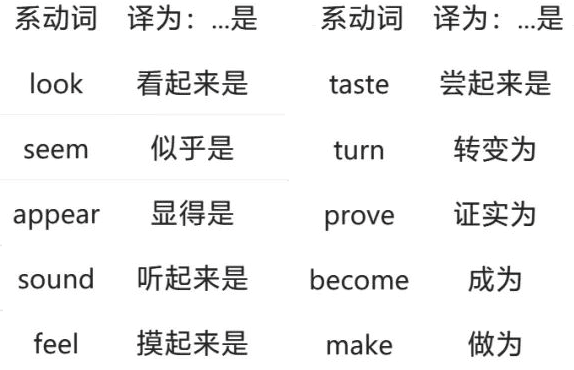 系动词 译为：...是 系动词 译为：...是
look 看起来是 taste 尝起来是
seem 似乎是 turn 转变为
appear 显得是 prove 证实为
sound 听起来是 become 成为
feel 摸起来是 make 做为